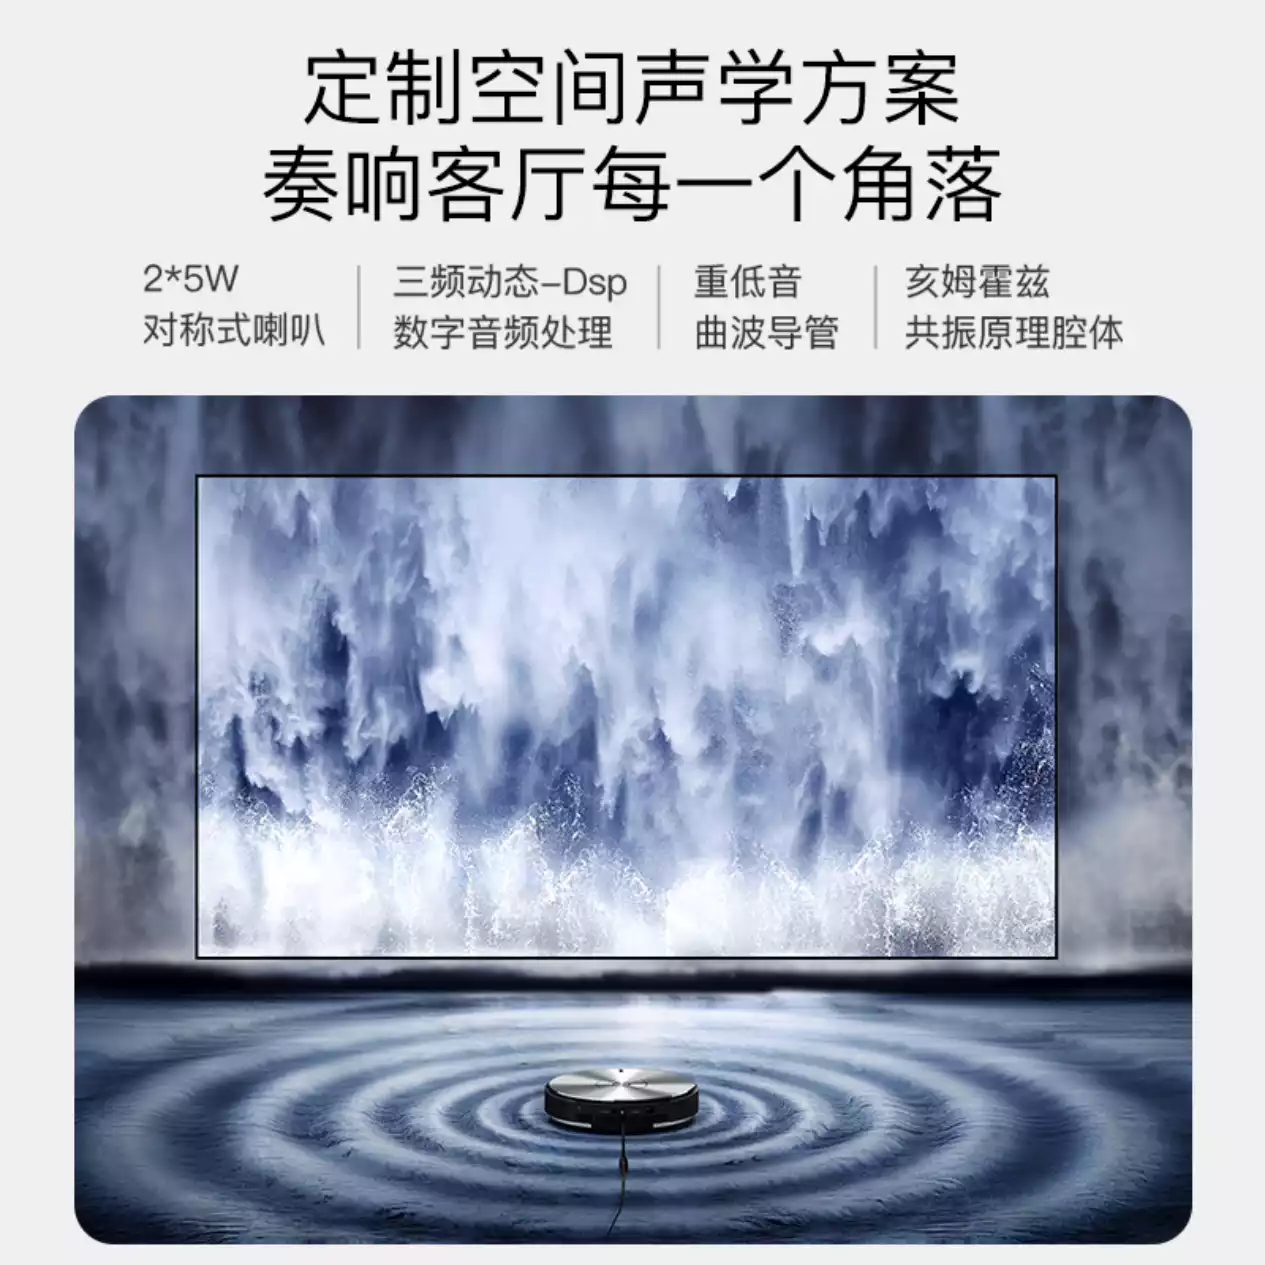 定制空间声学方案
奏响客厅每一个角落
2*5W
对称式喇叭
三频动态-Dsp
数字音频处理
重低音
曲波导管
亥姆霍兹
共振原理腔体